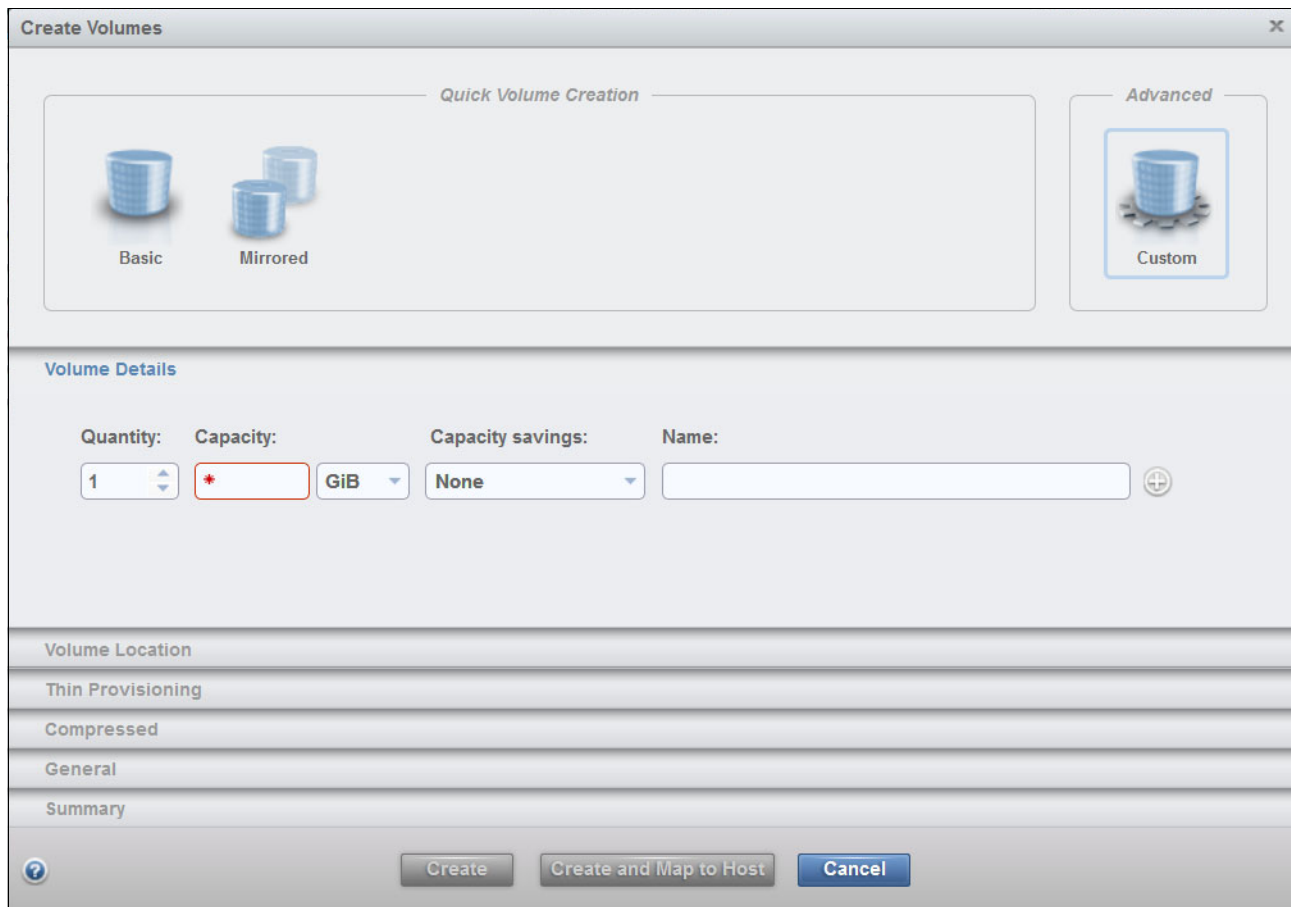 Create Volumes x
Quick Volume Creation
Advanced
Basic
Mirrored
Custom
Volume Details
Quantity: Capacity: Capacity savings: Name:
1 * GiB None
Volume Location
Thin Provisioning
Compressed
General
Summary
? Create Create and Map to Host Cancel